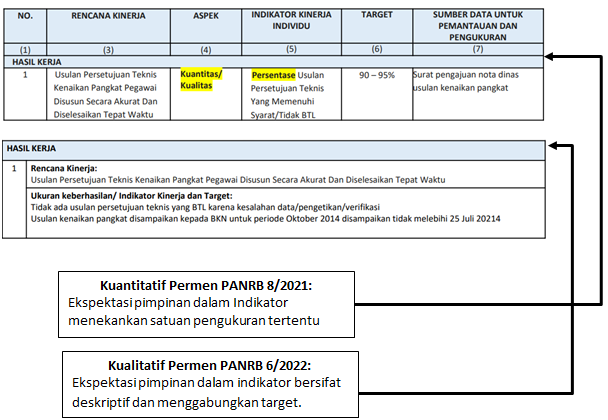 NO.
RENCANA KINERJA
ASPEK
INDIKATOR KINERJA
INDIVIDU
TARGET
SUMBER DATA UNTUK
PEMANTAUAN DAN
PENGUKURAN
(1)
(3)
(4)
(5)
(6)
(7)
HASIL KERJA
1
Usulan Persetujuan Teknis
Kenaikan Pangkat Pegawai
Disusun Secara Akurat Dan
Diselesaikan Tepat Waktu
Kuantitas/
Kualitas
Persentase Usulan
Persetujuan Teknis
Yang Memenuhi
Syarat/Tidak BTL
90 – 95%
Surat pengajuan nota dinas
usulan kenaikan pangkat
HASIL KERJA
1
Rencana Kinerja:
Usulan Persetujuan Teknis Kenaikan Pangkat Pegawai Disusun Secara Akurat Dan Diselesaikan Tepat Waktu
Ukuran keberhasilan/ Indikator Kinerja dan Target:
Tidak ada usulan persetujuan teknis yang BTL karena kesalahan data/pengetikan/verifikasi
Usulan kenaikan pangkat disampaikan kepada BKN untuk periode Oktober 2014 disampaikan tidak melebihi 25 Juli 20214
Kuantitatif Permen PANRB 8/2021:
Ekspektasi pimpinan dalam Indikator
menekankan satuan pengukuran tertentu
Kualitatif Permen PANRB 6/2022:
Ekspektasi pimpinan dalam indikator bersifat
deskriptif dan menggabungkan target.